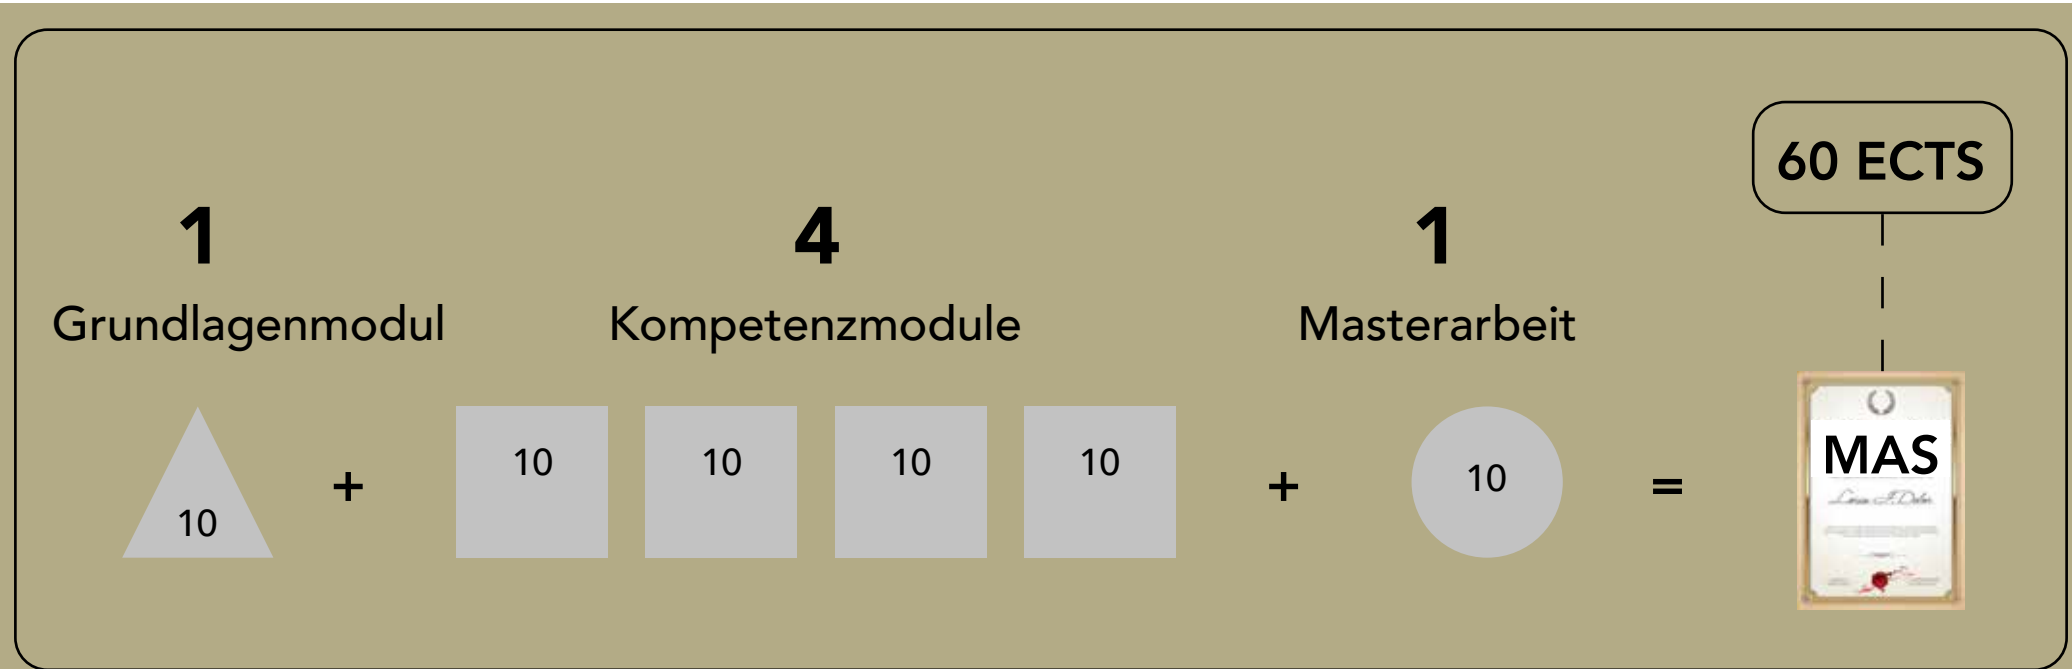 60 ECTS
1 4 1
Grundlagenmodul Kompetenzmodule Masterarbeit
10 + 10 10 10 10 + 10 =
MAS